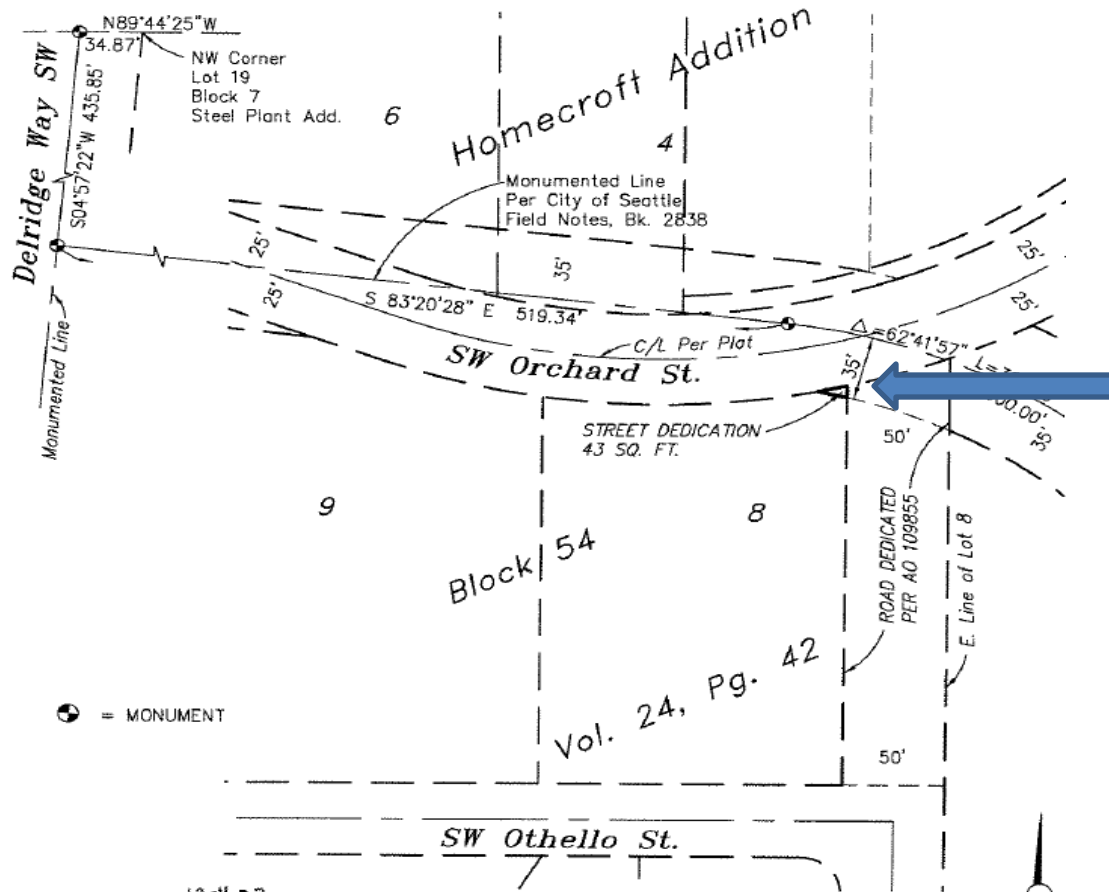 N89°44'25"W
34.87'
NW Corner
Lot 19
Block 7
Steel Plant Add.
Delridge Way SW
S04°57'22"W 435.85'
6
Homecroft Addition
4
Monumented Line
Per City of Seattle
Field Notes, Bk. 2838
25'
25'
35'
25'
25'
S 83°20'28" E 519.34'
Δ=62°41'57"
C/L Per Plat
SW Orchard St.
35'
00.00'
35'
Monumented Line
STREET DEDICATION
43 SQ. FT.
50'
9
8
Block 54
ROAD DEDICATED
PER AO 109855
E. Line of Lot 8
Vol. 24, Pg. 42
= MONUMENT
50'
SW Othello St.